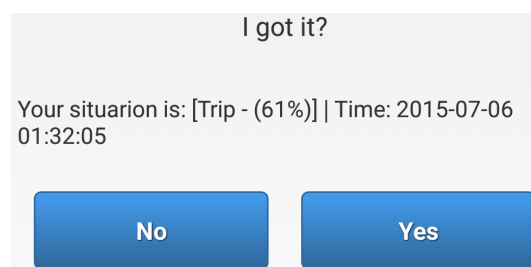 I got it?
Your situarion is: [Trip - (61%)] | Time: 2015-07-06
01:32:05
No
Yes